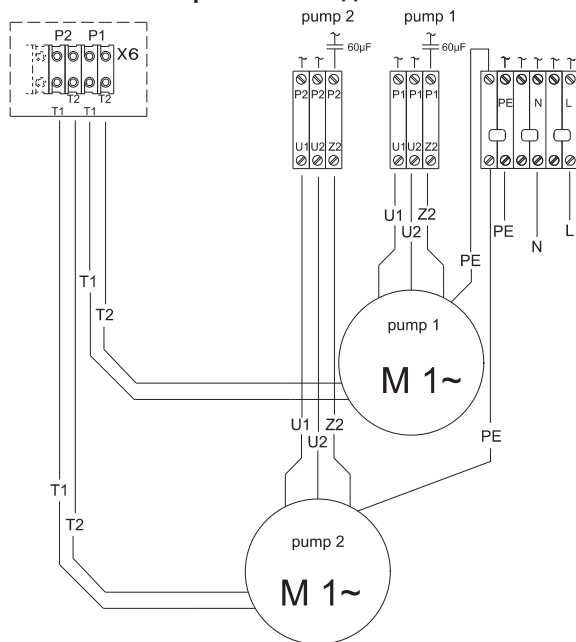 pump 2
pump 1
P2 P1
X6
60µF
60µF
P2 P2 P2
P1 P1 P1
PE N L
T2 T2
T1 T1
U1 U2 Z2
U1 U2 Z2
U1 Z2
U2
PE
PE
N
L
T1
T2
pump 1
M 1~
U1 Z2
U2
PE
T1
T2
pump 2
M 1~